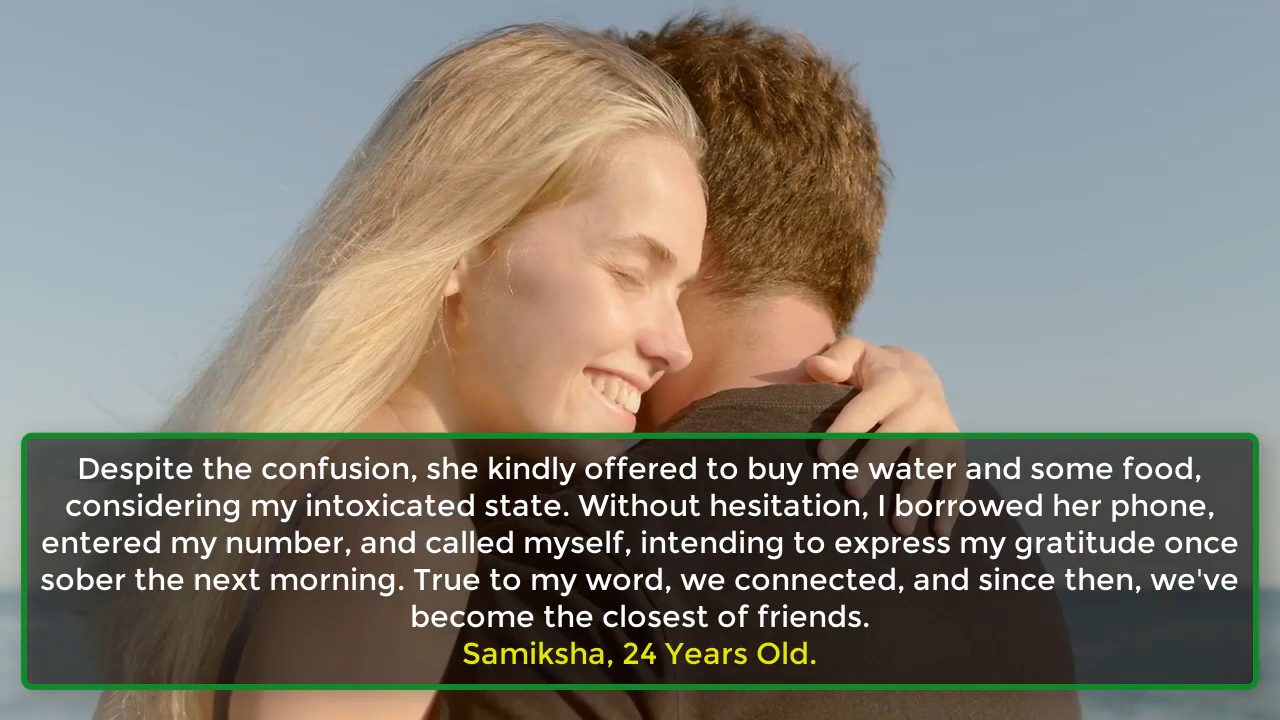 Despite the confusion, she kindly offered to buy me water and some food,
considering my intoxicated state. Without hesitation, I borrowed her phone,
entered my number, and called myself, intending to express my gratitude once
sober the next morning. True to my word, we connected, and since then, we've
become the closest of friends.
Samiksha, 24 Years Old.